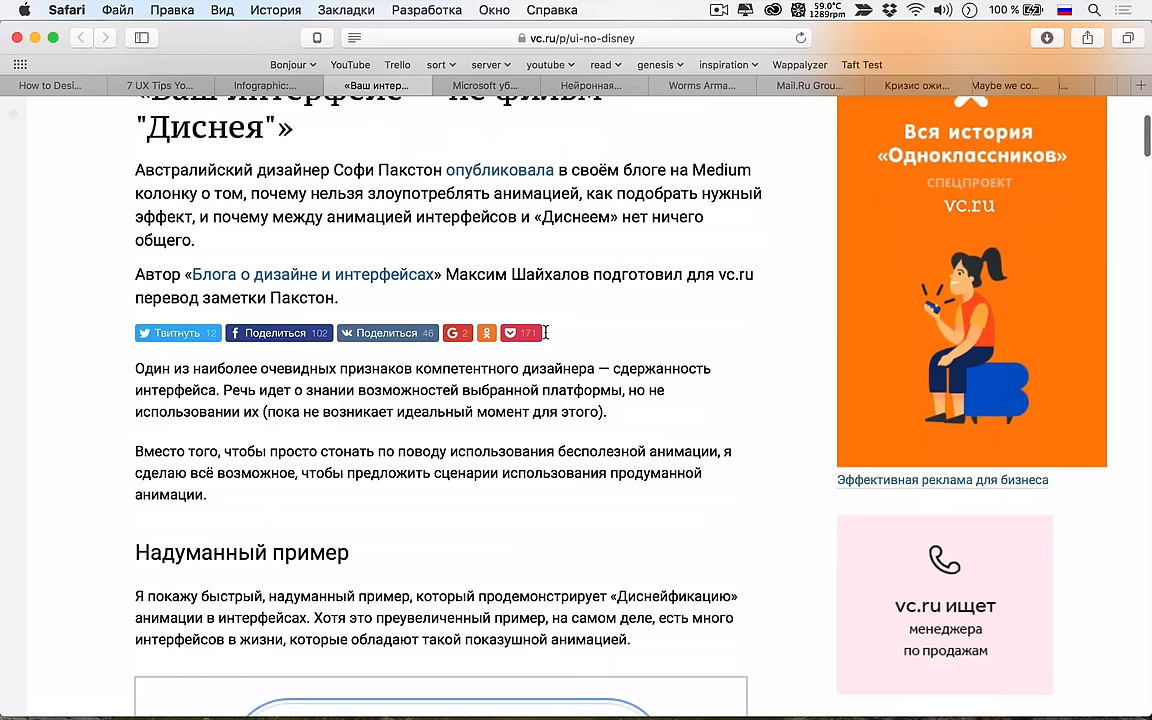 Safari Файл Правка Вид История Закладки Разработка Окно Справка 59.0°C 1289rpm 100 %
vc.ru/p/ui-no-disney
Bonjour YouTube Trello sort server youtube read genesis inspiration Wappalyzer Taft Test
How to Desi... 7 UX Tips Yo... Infographic:... «Ваш интер... Microsoft уб... Нейронная... Worms Arma... Mail.Ru Grou... Кризис ожи... Maybe we co...
«Ваш интерфейс — не фильм
"Диснея"»
Австралийский дизайнер Софи Пакстон опубликовала в своём блоге на Medium
колонку о том, почему нельзя злоупотреблять анимацией, как подобрать нужный
эффект, и почему между анимацией интерфейсов и «Диснеем» нет ничего
общего.
Автор «Блога о дизайне и интерфейсах» Максим Шайхалов подготовил для vc.ru
перевод заметки Пакстон.
Твитнуть 12 Поделиться 102 Поделиться 46 G 2 171
Один из наиболее очевидных признаков компетентного дизайнера — сдержанность
интерфейса. Речь идет о знании возможностей выбранной платформы, но не
использовании их (пока не возникает идеальный момент для этого).
Вместо того, чтобы просто стонать по поводу использования бесполезной анимации, я
сделаю всё возможное, чтобы предложить сценарии использования продуманной
анимации.
Надуманный пример
Я покажу быстрый, надуманный пример, который продемонстрирует «Диснейфикацию»
анимации в интерфейсах. Хотя это преувеличенный пример, на самом деле, есть много
интерфейсов в жизни, которые обладают такой показушной анимацией.
Вся история
«Одноклассников»
СПЕЦПРОЕКТ
vc.ru
Эффективная реклама для бизнеса
vc.ru ищет
менеджера
по продажам